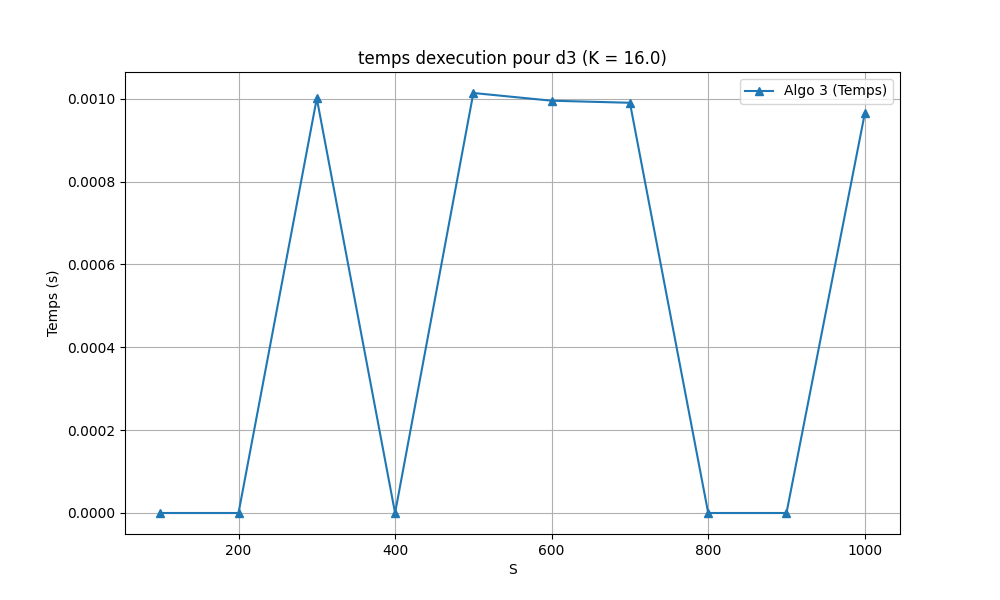 temps dexecution pour d3 (K = 16.0)
Algo 3 (Temps)
Temps (s)
0.0010
0.0008
0.0006
0.0004
0.0002
0.0000
200 400 600 800 1000
S